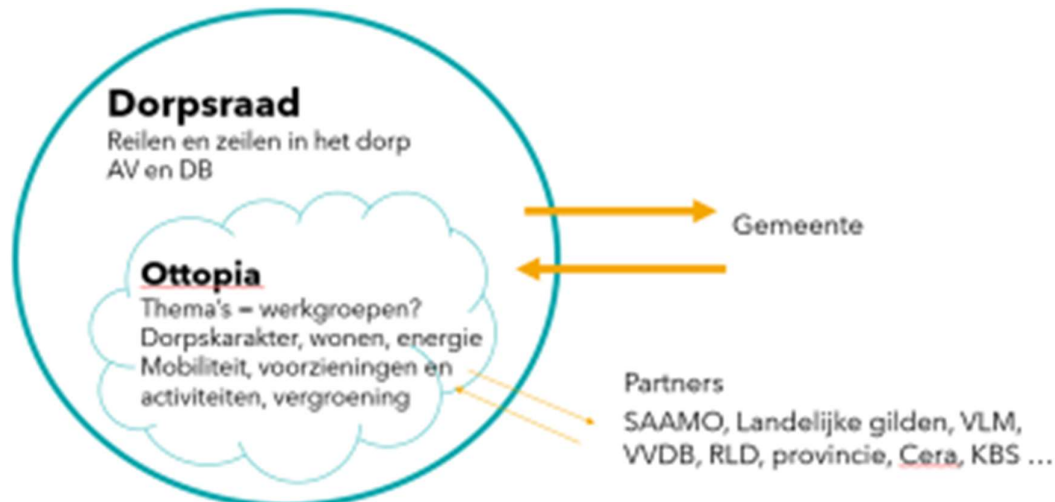 Dorpsraad
Reilen en zeilen in het dorp
AV en DB
Gemeente
Ottopia
Thema's = werkgroepen?
Dorpskarakter, wonen, energie
Mobiliteit, voorzieningen en
activiteiten, vergroening
Partners
SAAMO, Landelijke gilden, VLM,
VVDB, RLD, provincie, Cera, KBS ...